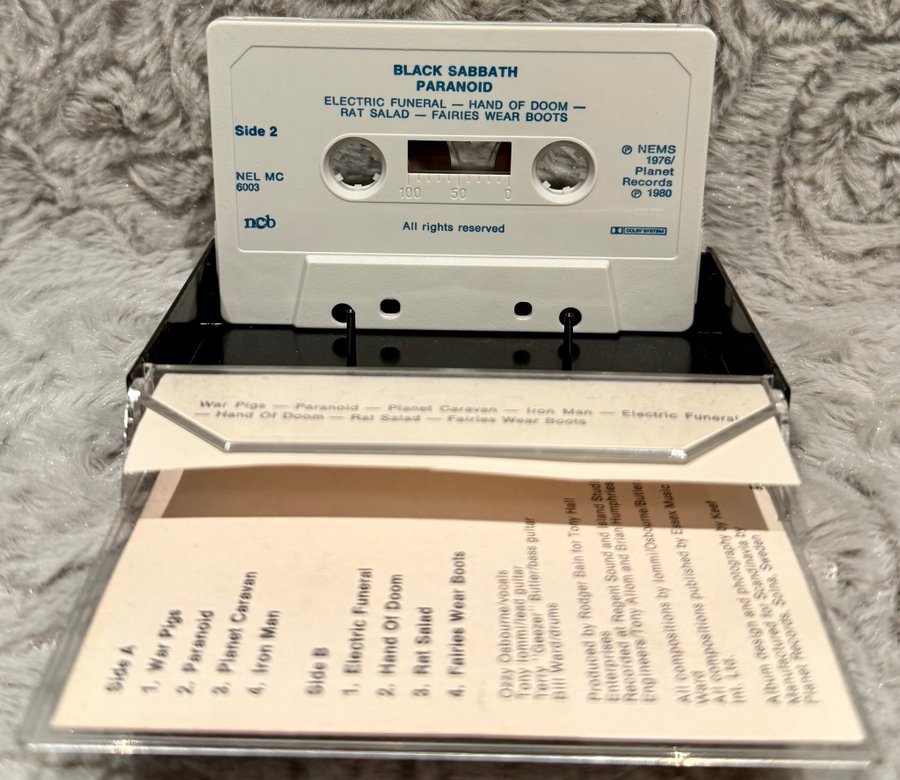 BLACK SABBATH
PARANOID
ELECTRIC FUNERAL — HAND OF DOOM —
RAT SALAD — FAIRIES WEAR BOOTS
Side 2
NEL MC
6003
ncb
℗ NEMS
1976/
Planet
Records
℗ 1980
100 50 0
All rights reserved
DOLBY SYSTEM
War Pigs — Paranoid — Planet Caravan — Iron Man — Electric Funeral
— Hand Of Doom — Rat Salad — Fairies Wear Boots
Side A
1. War Pigs
2. Paranoid
3. Planet Caravan
4. Iron Man
Side B
1. Electric Funeral
2. Hand Of Doom
3. Rat Salad
4. Fairies Wear Boots
Ozzy Osbourne/vocals
Tony Iommi/lead guitar
Terry "Geezer" Butler/bass guitar
Bill Ward/drums
Produced by Rodger Bain for Tony Hall
Enterprises
Recorded at Regent Sound and Island
Engineers Tony Allom and Brian Humphries
All compositions by Iommi/Osbourne/Butler
Ward
All compositions published by Essex Music
Int. Ltd.
Album design and photography by Keef
Manufactured for Scandinavia by
Planet Records, Solna, Sweden